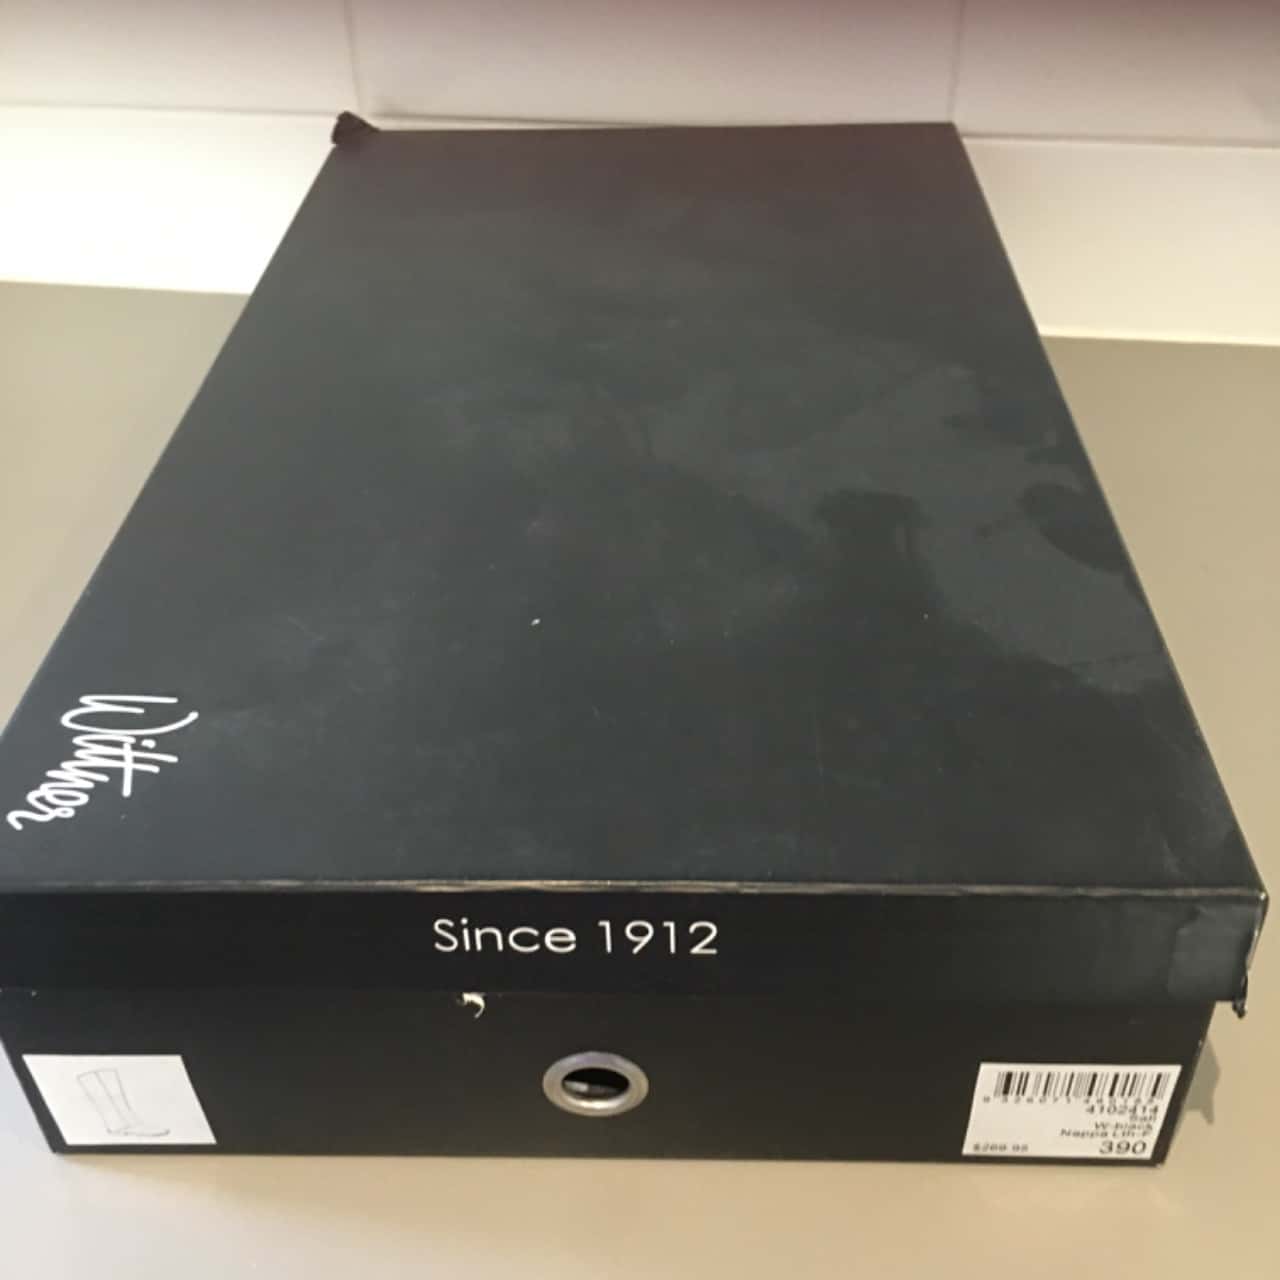 Wittner
Since 1912
4102414
W-black
Nappa Lth-F
390